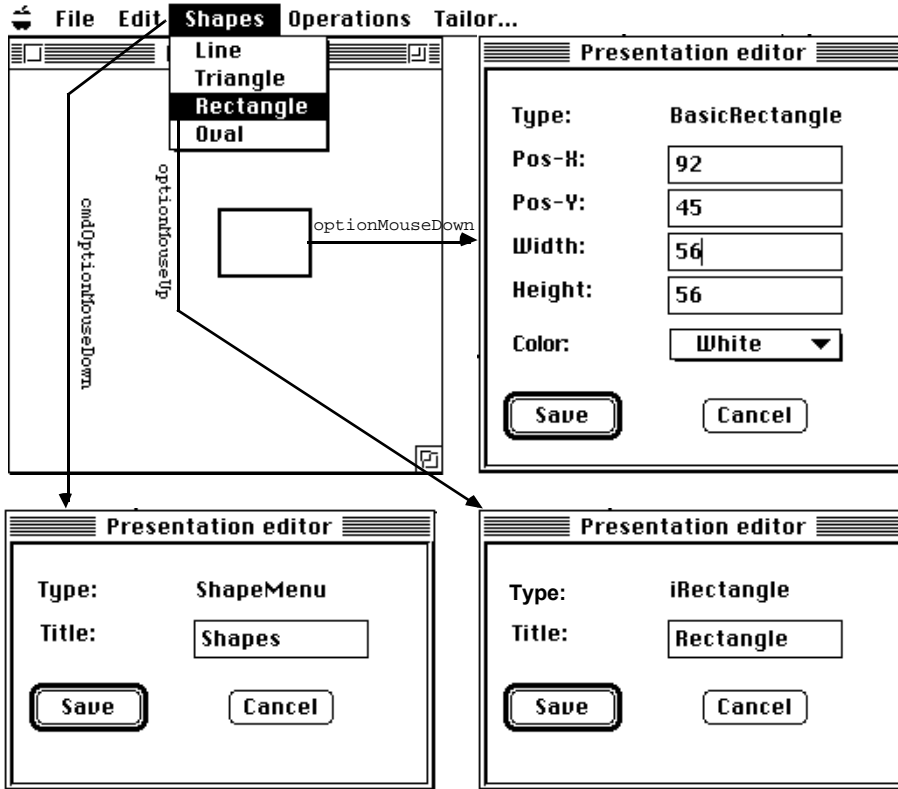 File Edit Shapes Operations Tailor...
Line
Triangle
Rectangle
Oval
optionMouseUp
cmdOptionMouseDown
optionMouseDown
Presentation editor
Type: BasicRectangle
Pos-X: 92
Pos-Y: 45
Width: 56
Height: 56
Color: White
Save Cancel
Presentation editor
Type: ShapeMenu
Title: Shapes
Save Cancel
Presentation editor
Type: iRectangle
Title: Rectangle
Save Cancel